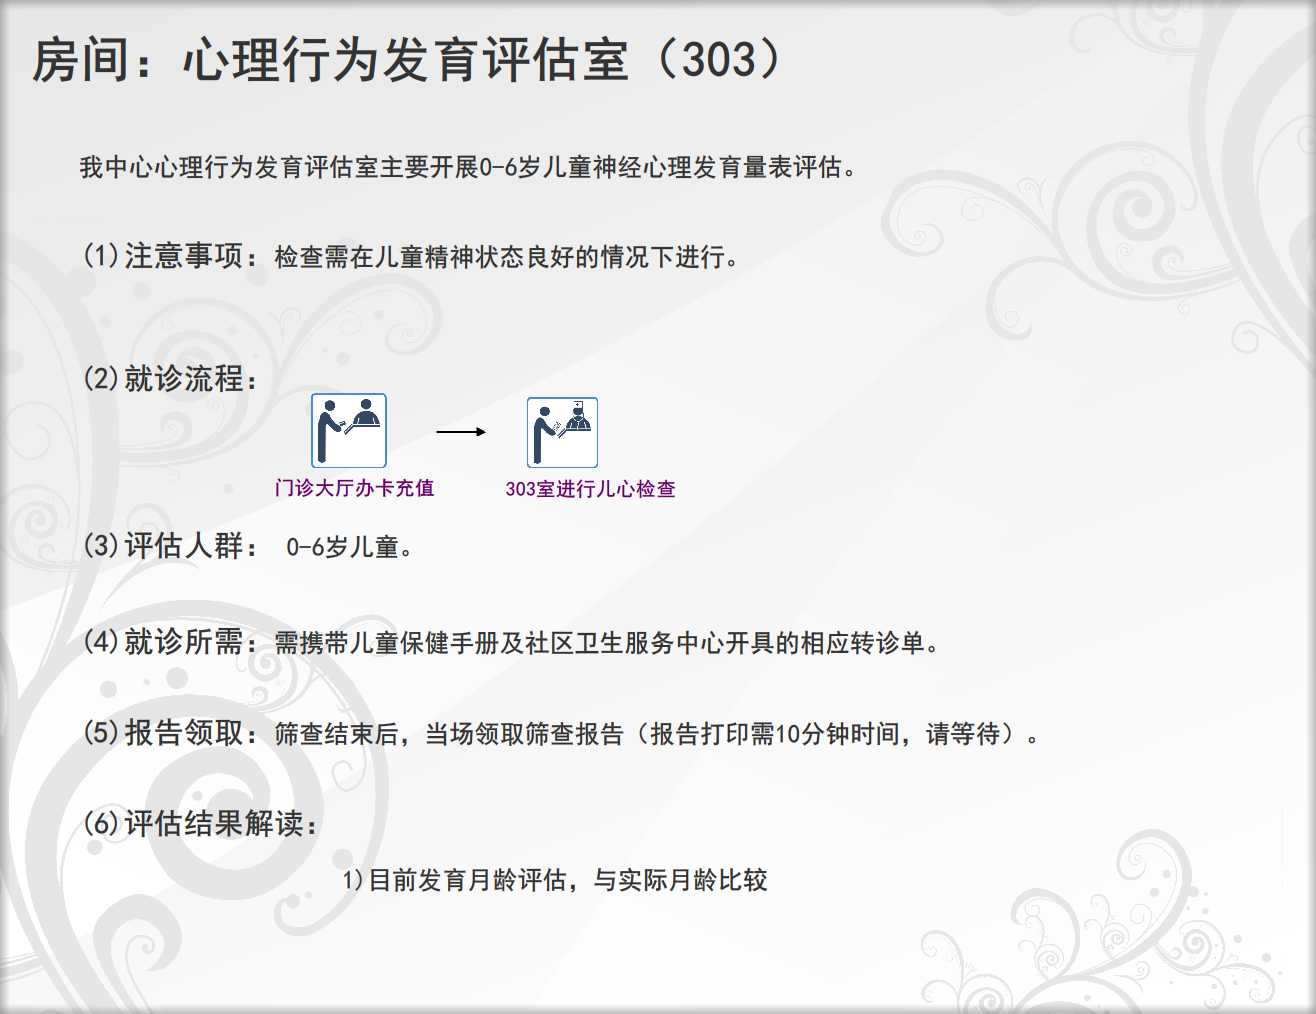 房间：心理行为发育评估室（303）
我中心心理行为发育评估室主要开展0-6岁儿童神经心理发育量表评估。
(1)注意事项：检查需在儿童精神状态良好的情况下进行。
(2)就诊流程：
门诊大厅办卡充值
303室进行儿心检查
(3)评估人群： 0-6岁儿童。
(4)就诊所需：需携带儿童保健手册及社区卫生服务中心开具的相应转诊单。
(5)报告领取：筛查结束后，当场领取筛查报告（报告打印需10分钟时间，请等待）。
(6)评估结果解读：
1)目前发育月龄评估，与实际月龄比较